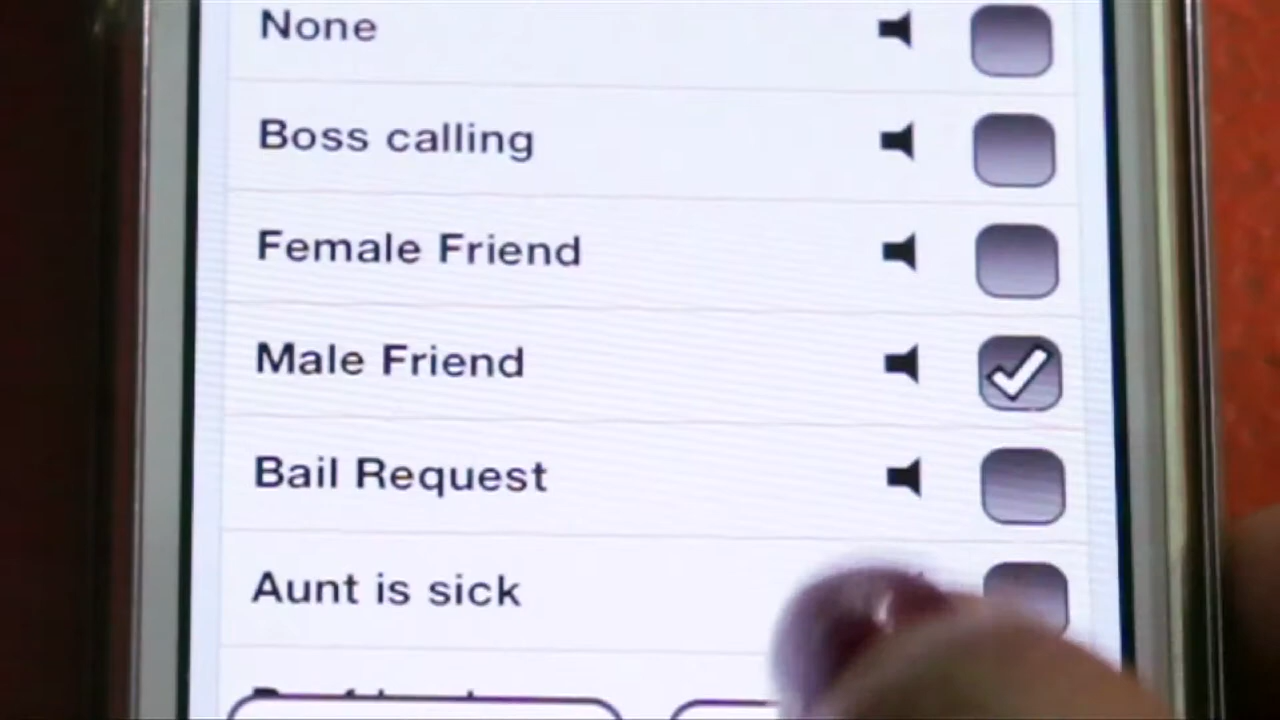 None
Boss calling
Female Friend
Male Friend
Bail Request
Aunt is sick